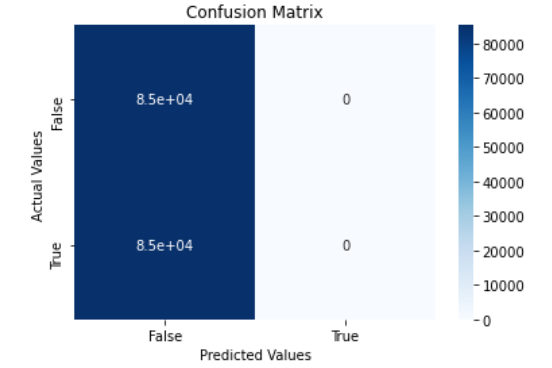 Confusion Matrix
Actual Values
False
True
8.5e+04
0
8.5e+04
0
False
True
Predicted Values
80000
70000
60000
50000
40000
30000
20000
10000
0